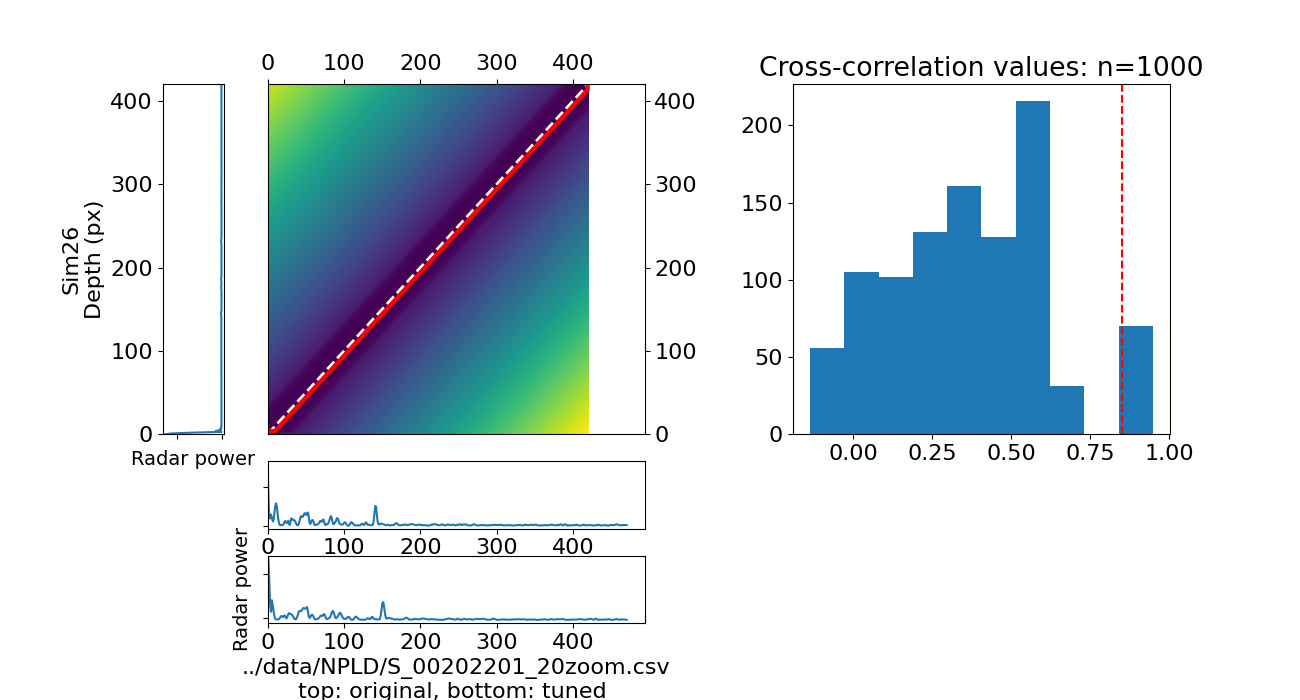 Cross-correlation values: n=1000
0 100 200 300 400
400
300
200
100
0
Sim26
Depth (px)
Radar power
400
300
200
100
0
200
150
100
50
0
0.00 0.25 0.50 0.75 1.00
0 100 200 300 400
Radar power
0 100 200 300 400
../data/NPLD/S_00202201_20zoom.csv
top: original, bottom: tuned